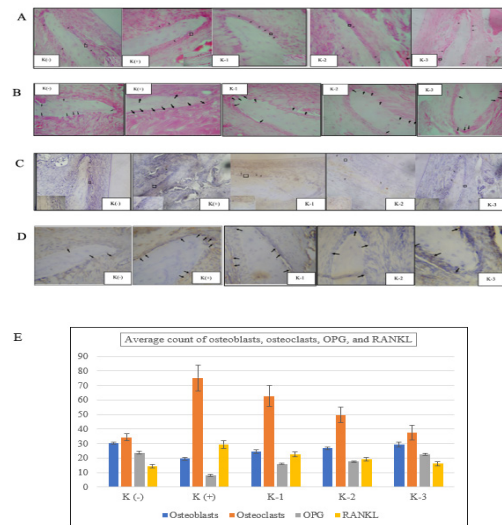 A
K(-)
K(+)
K-1
K-2
K-3
B
K(-)
K(+)
K-1
K-2
K-3
C
K(-)
K(+)
K-1
K-2
K-3
D
K(-)
K(+)
K-1
K-2
K-3
E
Average count of osteoblasts, osteoclasts, OPG, and RANKL
90
80
70
60
50
40
30
20
10
0
K (-) K (+) K-1 K-2 K-3
Osteoblasts Osteoclasts OPG RANKL